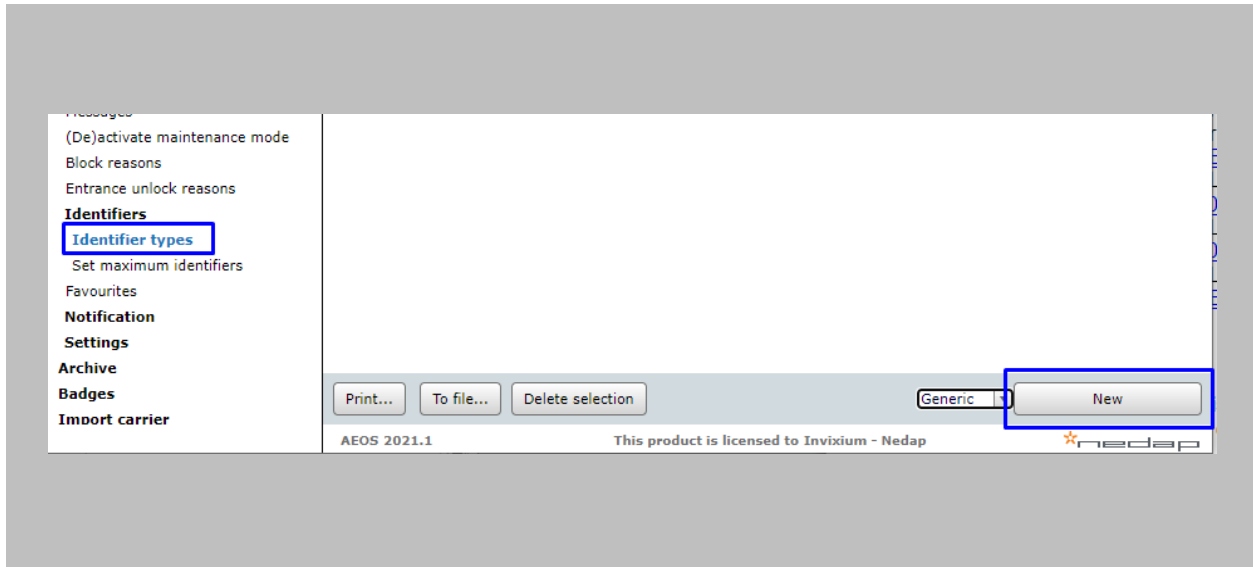 Messages
(De)activate maintenance mode
Block reasons
Entrance unlock reasons
Identifiers
Identifier types
Set maximum identifiers
Favourites
Notification
Settings
Archive
Badges
Import carrier
Print... To file... Delete selection Generic New
AEOS 2021.1 This product is licensed to Invixium - Nedap nedap